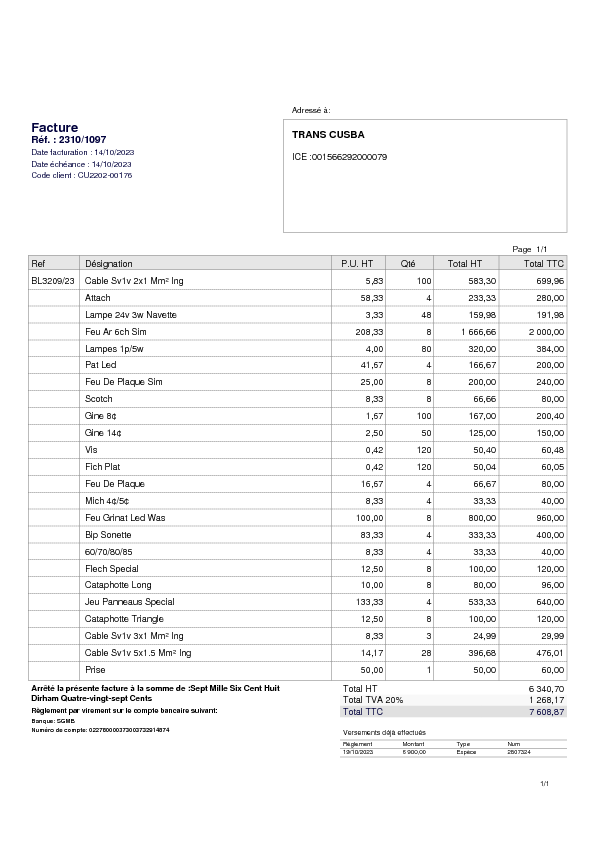 Adressé à:
Facture
Réf. : 2310/1097
Date facturation : 14/10/2023
Date échéance : 14/10/2023
Code client : CU2202-00176
TRANS CUSBA
ICE :001566292000079
Page 1/1
Ref Désignation P.U. HT Qté Total HT Total TTC
BL3209/23 Cable Sv1v 2x1 Mm² Ing 5,83 100 583,30 699,96
Attach 58,33 4 233,33 280,00
Lampe 24v 3w Navette 3,33 48 159,98 191,98
Feu Ar 6ch Sim 208,33 8 1 666,66 2 000,00
Lampes 1p/5w 4,00 80 320,00 384,00
Pat Led 41,67 4 166,67 200,00
Feu De Plaque Sim 25,00 8 200,00 240,00
Scotch 8,33 8 66,66 80,00
Gine 8¢ 1,67 100 167,00 200,40
Gine 14¢ 2,50 50 125,00 150,00
Vis 0,42 120 50,40 60,48
Fich Plat 0,42 120 50,04 60,05
Feu De Plaque 16,67 4 66,67 80,00
Mich 4¢/5¢ 8,33 4 33,33 40,00
Feu Grinat Led Was 100,00 8 800,00 960,00
Bip Sonette 83,33 4 333,33 400,00
60/70/80/85 8,33 4 33,33 40,00
Flech Special 12,50 8 100,00 120,00
Cataphotte Long 10,00 8 80,00 96,00
Jeu Panneaus Special 133,33 4 533,33 640,00
Cataphotte Triangle 12,50 8 100,00 120,00
Cable Sv1v 3x1 Mm² Ing 8,33 3 24,99 29,99
Cable Sv1v 5x1.5 Mm² Ing 14,17 28 396,68 476,01
Prise 50,00 1 50,00 60,00
Arrêté la présente facture à la somme de :Sept Mille Six Cent Huit
Dirham Quatre-vingt-sept Cents
Règlement par virement sur le compte bancaire suivant:
Banque: SGMB
Numéro de compte:
Total HT 6 340,70
Total TVA 20% 1 268,17
Total TTC 7 608,87
Versements déjà effectués
Règlement Montant Type Num
19/10/2023 6 900,00 Espèce 2807324
1/1